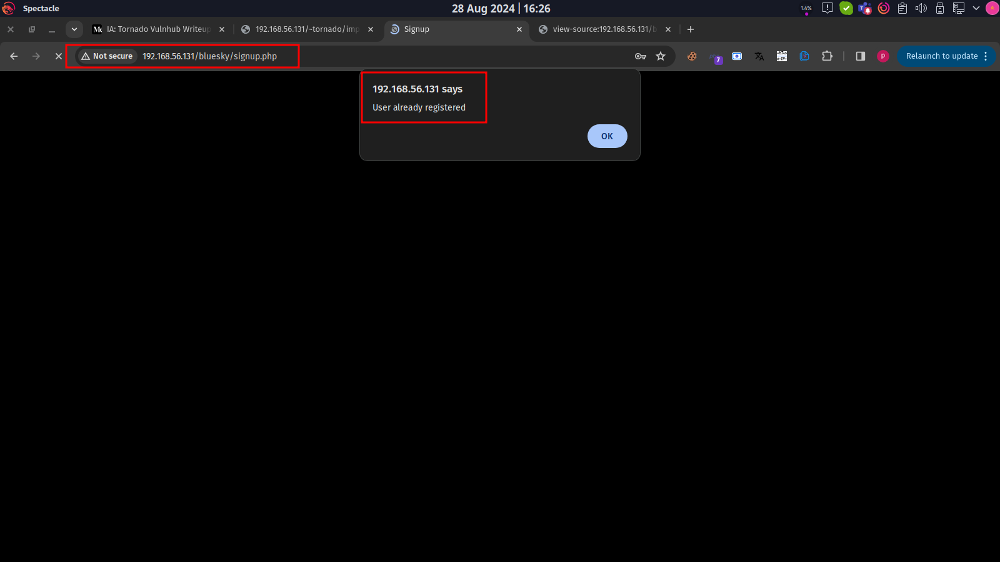 Spectacle
28 Aug 2024 | 16:26
1.4%
IA: Tornado Vulnhub Writeup
192.168.56.131/~tornado/imp
Signup
view-source:192.168.56.131/b
Not secure
192.168.56.131/bluesky/signup.php
7
p
Relaunch to update
192.168.56.131 says
User already registered
OK